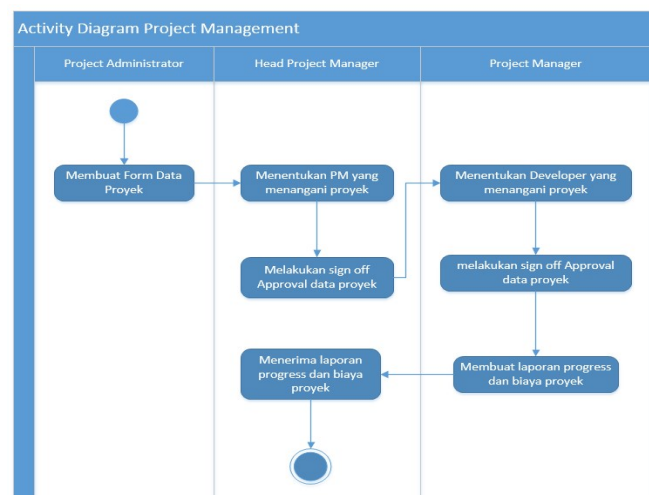 Activity Diagram Project Management
Project Administrator
Head Project Manager
Project Manager
Membuat Form Data
Proyek
Menentukan PM yang
menangani proyek
Menentukan Developer yang
menangani proyek
Melakukan sign off
Approval data proyek
melakukan sign off Approval
data proyek
Menerima laporan
progress dan biaya
proyek
Membuat laporan progress
dan biaya proyek